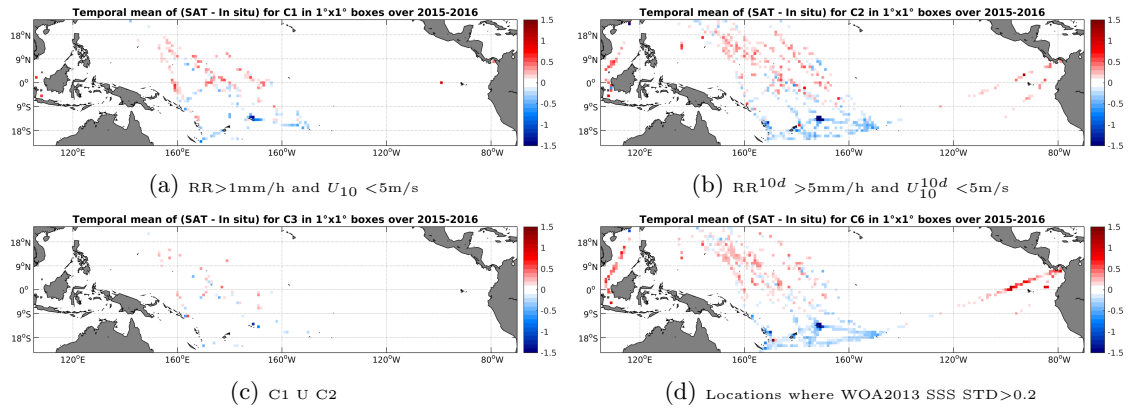 Temporal mean of (SAT - In situ) for C1 in 1°x1° boxes over 2015-2016
18°N
9°N
0°
9°S
18°S
120°E
160°E
160°W
120°W
80°W
1.5
1
0.5
0
-0.5
-1
-1.5
(a) RR>1mm/h and U10 <5m/s
Temporal mean of (SAT - In situ) for C2 in 1°x1° boxes over 2015-2016
18°N
9°N
0°
9°S
18°S
120°E
160°E
160°W
120°W
80°W
1.5
1
0.5
0
-0.5
-1
-1.5
(b) RR^10d >5mm/h and U10^10d <5m/s
Temporal mean of (SAT - In situ) for C3 in 1°x1° boxes over 2015-2016
18°N
9°N
0°
9°S
18°S
120°E
160°E
160°W
120°W
80°W
1.5
1
0.5
0
-0.5
-1
-1.5
(c) C1 U C2
Temporal mean of (SAT - In situ) for C6 in 1°x1° boxes over 2015-2016
18°N
9°N
0°
9°S
18°S
120°E
160°E
160°W
120°W
80°W
1.5
1
0.5
0
-0.5
-1
-1.5
(d) Locations where WOA2013 SSS STD>0.2